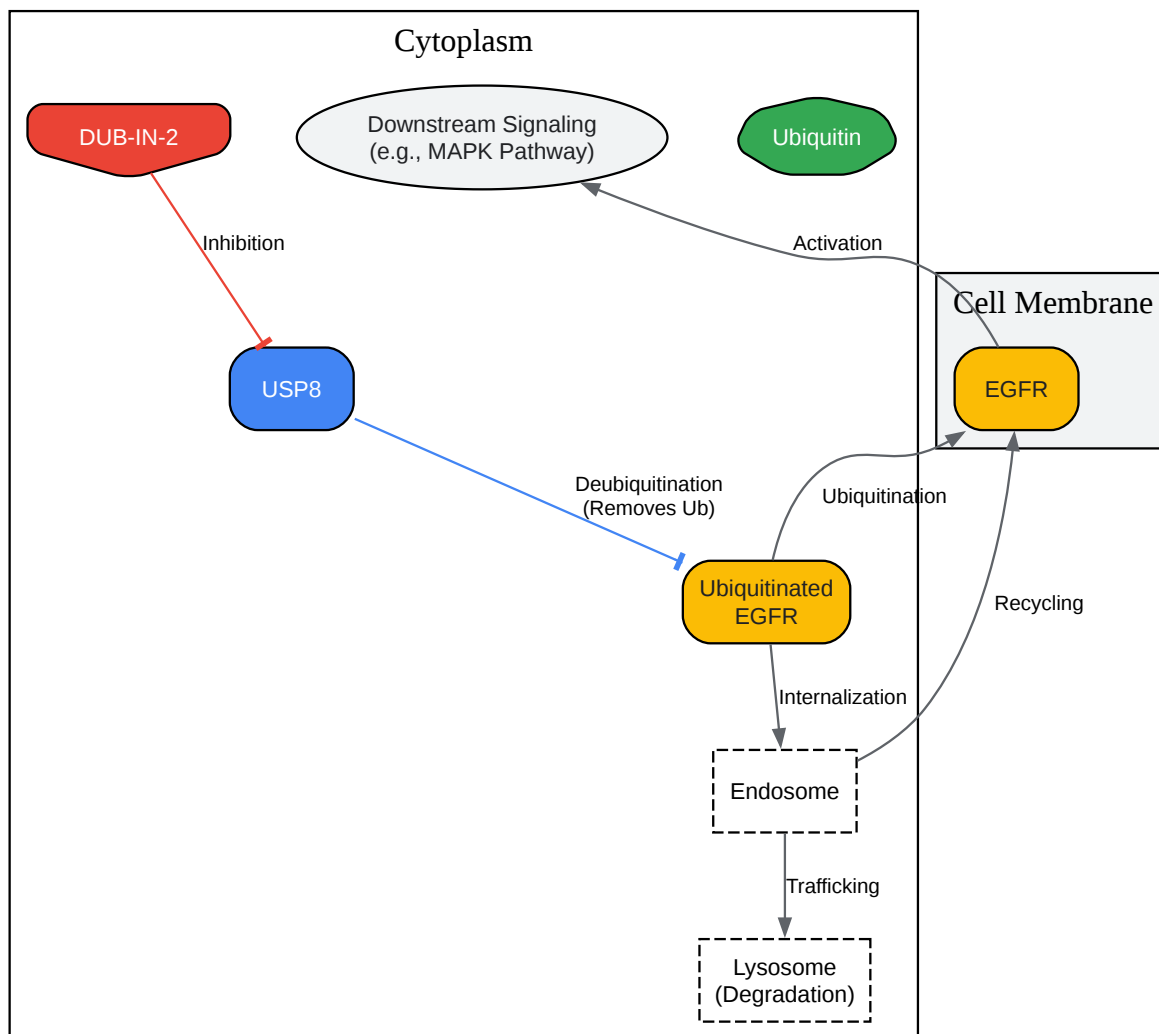 Cytoplasm
DUB-IN-2
Downstream Signaling
(e.g., MAPK Pathway)
Ubiquitin
Inhibition
Activation
Cell Membrane
USP8
EGFR
Deubiquitination
(Removes Ub)
Ubiquitination
Ubiquitinated
EGFR
Recycling
Internalization
Endosome
Trafficking
Lysosome
(Degradation)